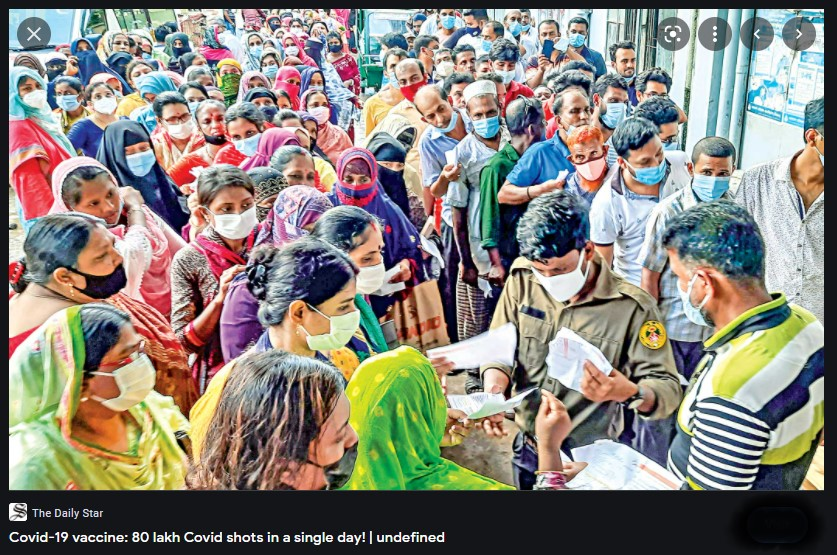 The Daily Star
Covid-19 vaccine: 80 lakh Covid shots in a single day! | undefined